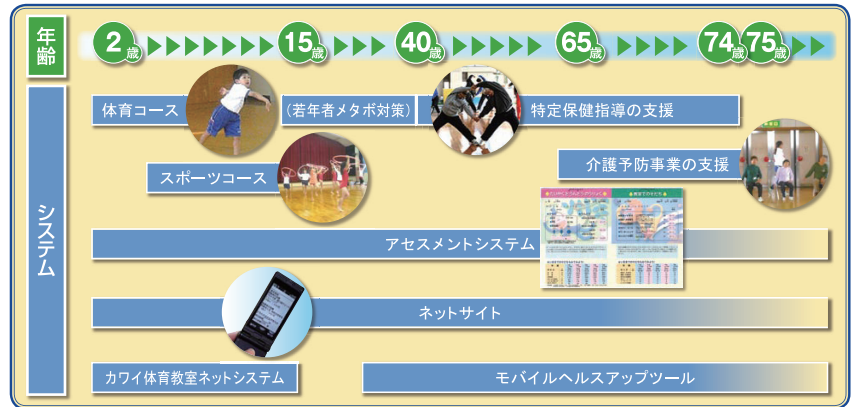 年齢
2歳 15歳 40歳 65歳 74歳 75歳
システム
体育コース
(若年者メタボ対策)
特定保健指導の支援
スポーツコース
介護予防事業の支援
アセスメントシステム
ネットサイト
カワイ体育教室ネットシステム
モバイルヘルスアップツール